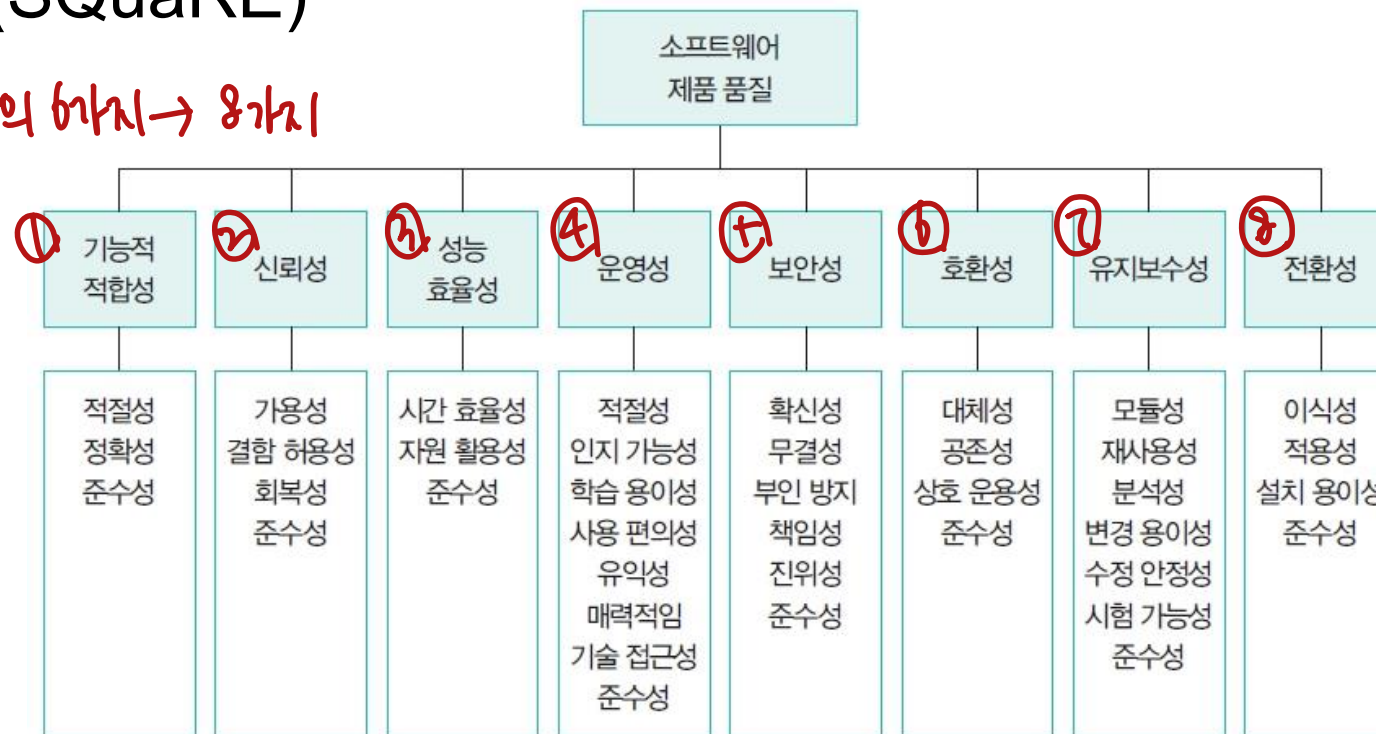 (SQuaRE)
의 6가지→ 8가지
소프트웨어
제품 품질
① 기능적
적합성
② 신뢰성
③ 성능
효율성
④ 운영성
⑤ 보안성
⑥ 호환성
⑦ 유지보수성
⑧ 전환성
적절성
정확성
준수성
가용성
결함 허용성
회복성
준수성
시간 효율성
자원 활용성
준수성
적절성
인지 가능성
학습 용이성
사용 편의성
유익성
매력적임
기술 접근성
준수성
확신성
무결성
부인 방지
책임성
진위성
준수성
대체성
공존성
상호 운용성
준수성
모듈성
재사용성
분석성
변경 용이성
수정 안정성
시험 가능성
준수성
이식성
적용성
설치 용이성
준수성